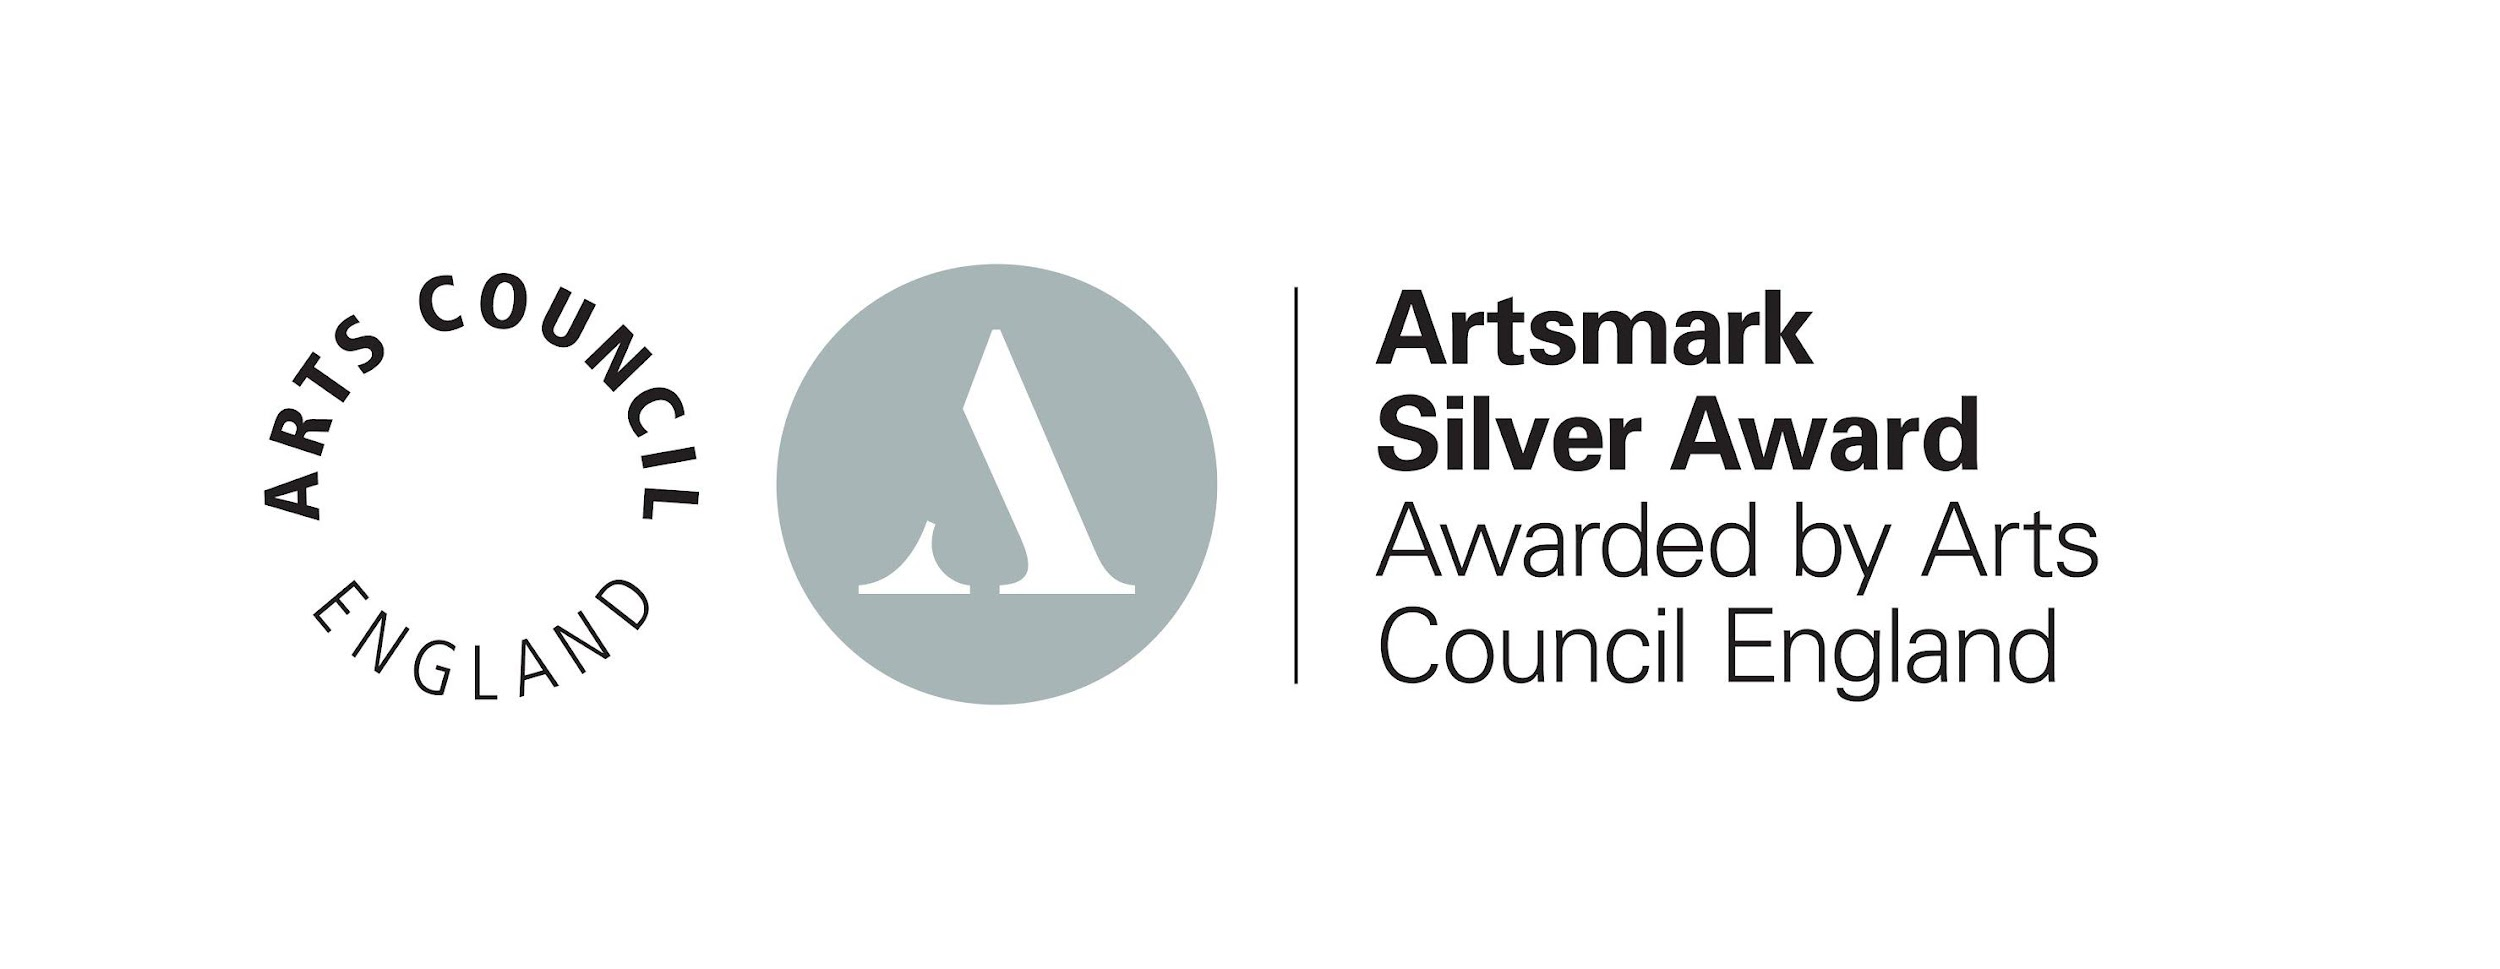 ARTS COUNCIL
ENGLAND
A
Artsmark
Silver Award
Awarded by Arts
Council England